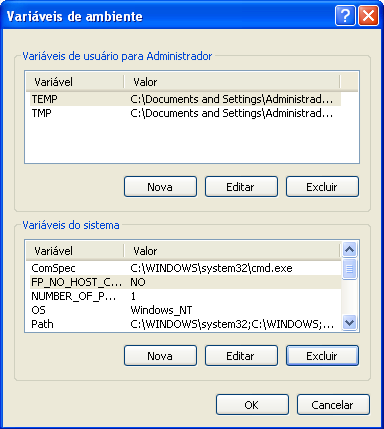 Variáveis de ambiente
Variáveis de usuário para Administrador
Variável Valor
TEMP C:\Documents and Settings\Administrad...
TMP C:\Documents and Settings\Administrad...
Nova Editar Excluir
Variáveis do sistema
Variável Valor
ComSpec C:\WINDOWS\system32\cmd.exe
FP_NO_HOST_C... NO
NUMBER_OF_P... 1
OS Windows_NT
Path C:\WINDOWS\system32;C:\WINDOWS;...
Nova Editar Excluir
OK Cancelar